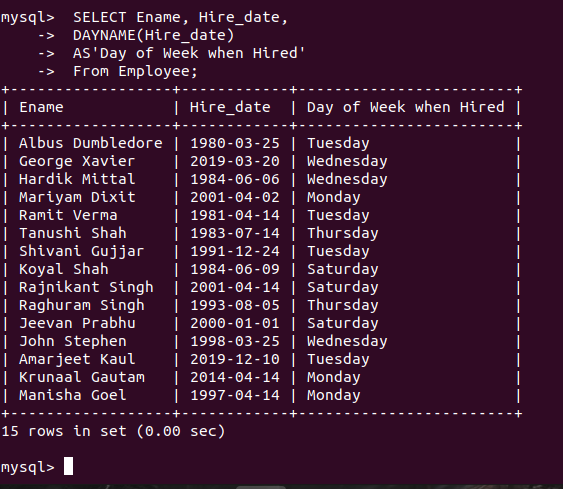 mysql>  SELECT Ename, Hire_date,
    ->  DAYNAME(Hire_date)
    ->  AS'Day of Week when Hired'
    ->  From Employee;
+------------------+------------+------------------------+
| Ename            | Hire_date  | Day of Week when Hired |
+------------------+------------+------------------------+
| Albus Dumbledore | 1980-03-25 | Tuesday                |
| George Xavier    | 2019-03-20 | Wednesday              |
| Hardik Mittal    | 1984-06-06 | Wednesday              |
| Mariyam Dixit    | 2001-04-02 | Monday                 |
| Ramit Verma      | 1981-04-14 | Tuesday                |
| Tanushi Shah     | 1983-07-14 | Thursday               |
| Shivani Gujjar   | 1991-12-24 | Tuesday                |
| Koyal Shah       | 1984-06-09 | Saturday               |
| Rajnikant Singh  | 2001-04-14 | Saturday               |
| Raghuram Singh   | 1993-08-05 | Thursday               |
| Jeevan Prabhu    | 2000-01-01 | Saturday               |
| John Stephen     | 1998-03-25 | Wednesday              |
| Amarjeet Kaul    | 2019-12-10 | Tuesday                |
| Krunaal Gautam   | 2014-04-14 | Monday                 |
| Manisha Goel     | 1997-04-14 | Monday                 |
+------------------+------------+------------------------+
15 rows in set (0.00 sec)
mysql>